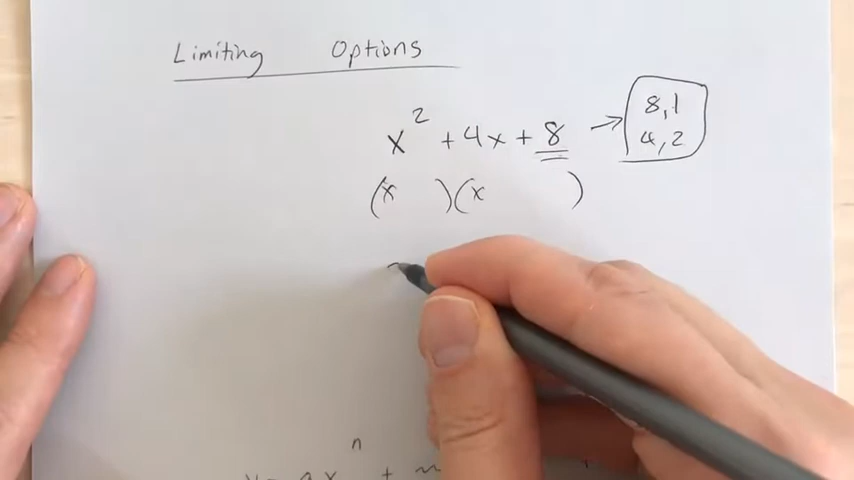 Limiting Options
x² + 4x + 8 → 8,1
4,2
(x )(x )
n